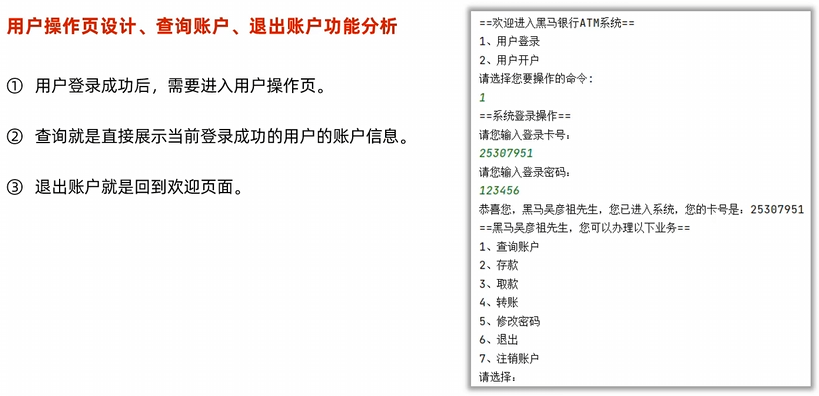 用户操作页设计、查询账户、退出账户功能分析
① 用户登录成功后，需要进入用户操作页。
② 查询就是直接展示当前登录成功的用户的账户信息。
③ 退出账户就是回到欢迎页面。
==欢迎进入黑马银行ATM系统==
1、用户登录
2、用户开户
请选择您要操作的命令:
1
==系统登录操作==
请您输入登录卡号:
25307951
请您输入登录密码:
123456
恭喜您，黑马吴彦祖先生，您已进入系统，您的卡号是: 25307951
==黑马吴彦祖先生，您可以办理以下业务==
1、查询账户
2、存款
3、取款
4、转账
5、修改密码
6、退出
7、注销账户
请选择: